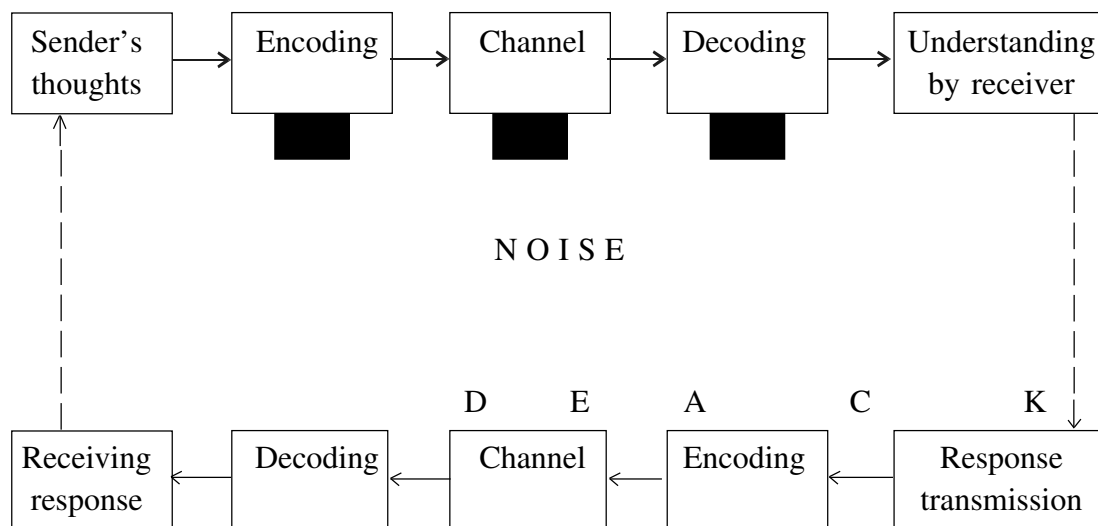 Sender’s
thoughts
Encoding
Channel
Decoding
Understanding
by receiver
N O I S E
D E A C K
Receiving
response
Decoding
Channel
Encoding
Response
transmission